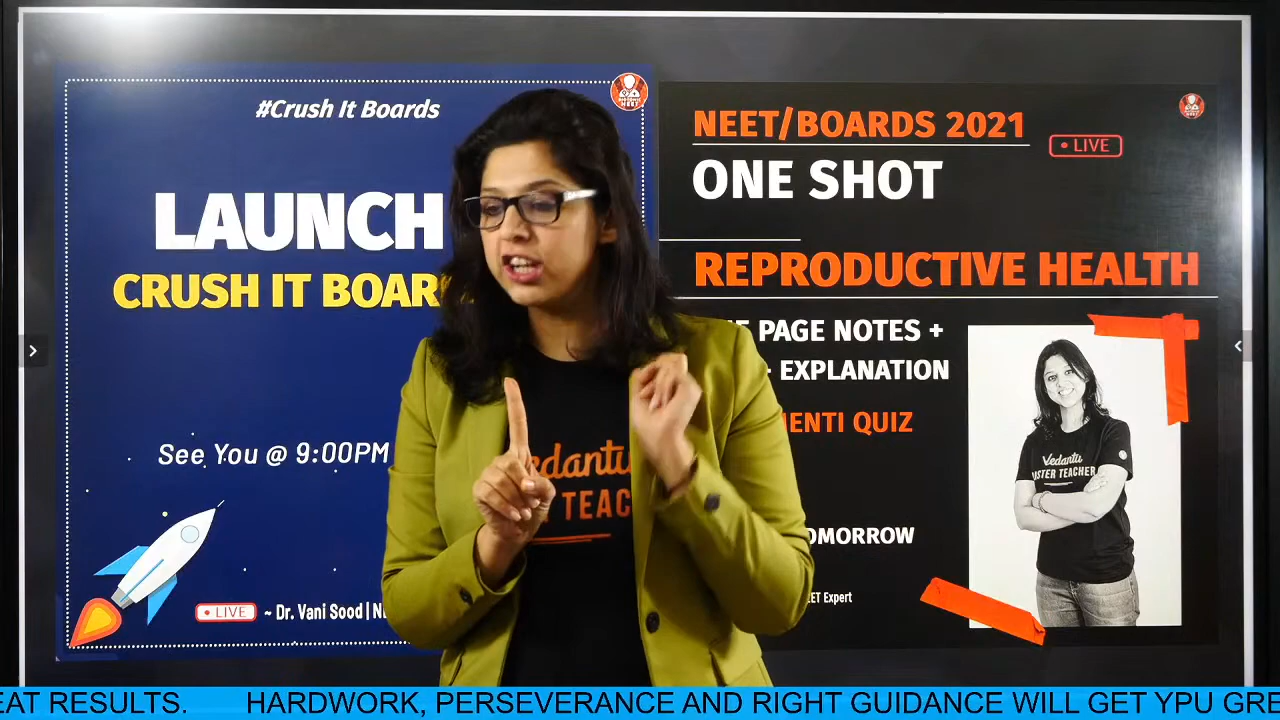 #Crush It Boards
LAUNCH
CRUSH IT BOAR
See You @ 9:00PM
LIVE
~ Dr. Vani Sood | NE
NEET/BOARDS 2021
LIVE
ONE SHOT
REPRODUCTIVE HEALTH
PAGE NOTES +
EXPLANATION
MENTI QUIZ
OMORROW
EET Expert
Vedantu
MASTER TEACHER
edantu
TEAC
EAT RESULTS. HARDWORK, PERSEVERANCE AND RIGHT GUIDANCE WILL GET YPU GRE